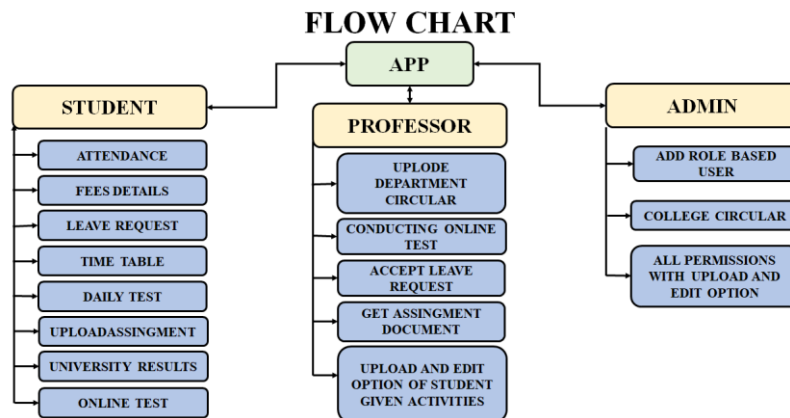 FLOW CHART
APP
STUDENT
ATTENDANCE
FEES DETAILS
LEAVE REQUEST
TIME TABLE
DAILY TEST
UPLOADASSINGMENT
UNIVERSITY RESULTS
ONLINE TEST
PROFESSOR
UPLODE
DEPARTMENT
CIRCULAR
CONDUCTING ONLINE
TEST
ACCEPT LEAVE
REQUEST
GET ASSINGMENT
DOCUMENT
UPLOAD AND EDIT
OPTION OF STUDENT
GIVEN ACTIVITIES
ADMIN
ADD ROLE BASED
USER
COLLEGE CIRCULAR
ALL PERMISSIONS
WITH UPLOAD AND
EDIT OPTION